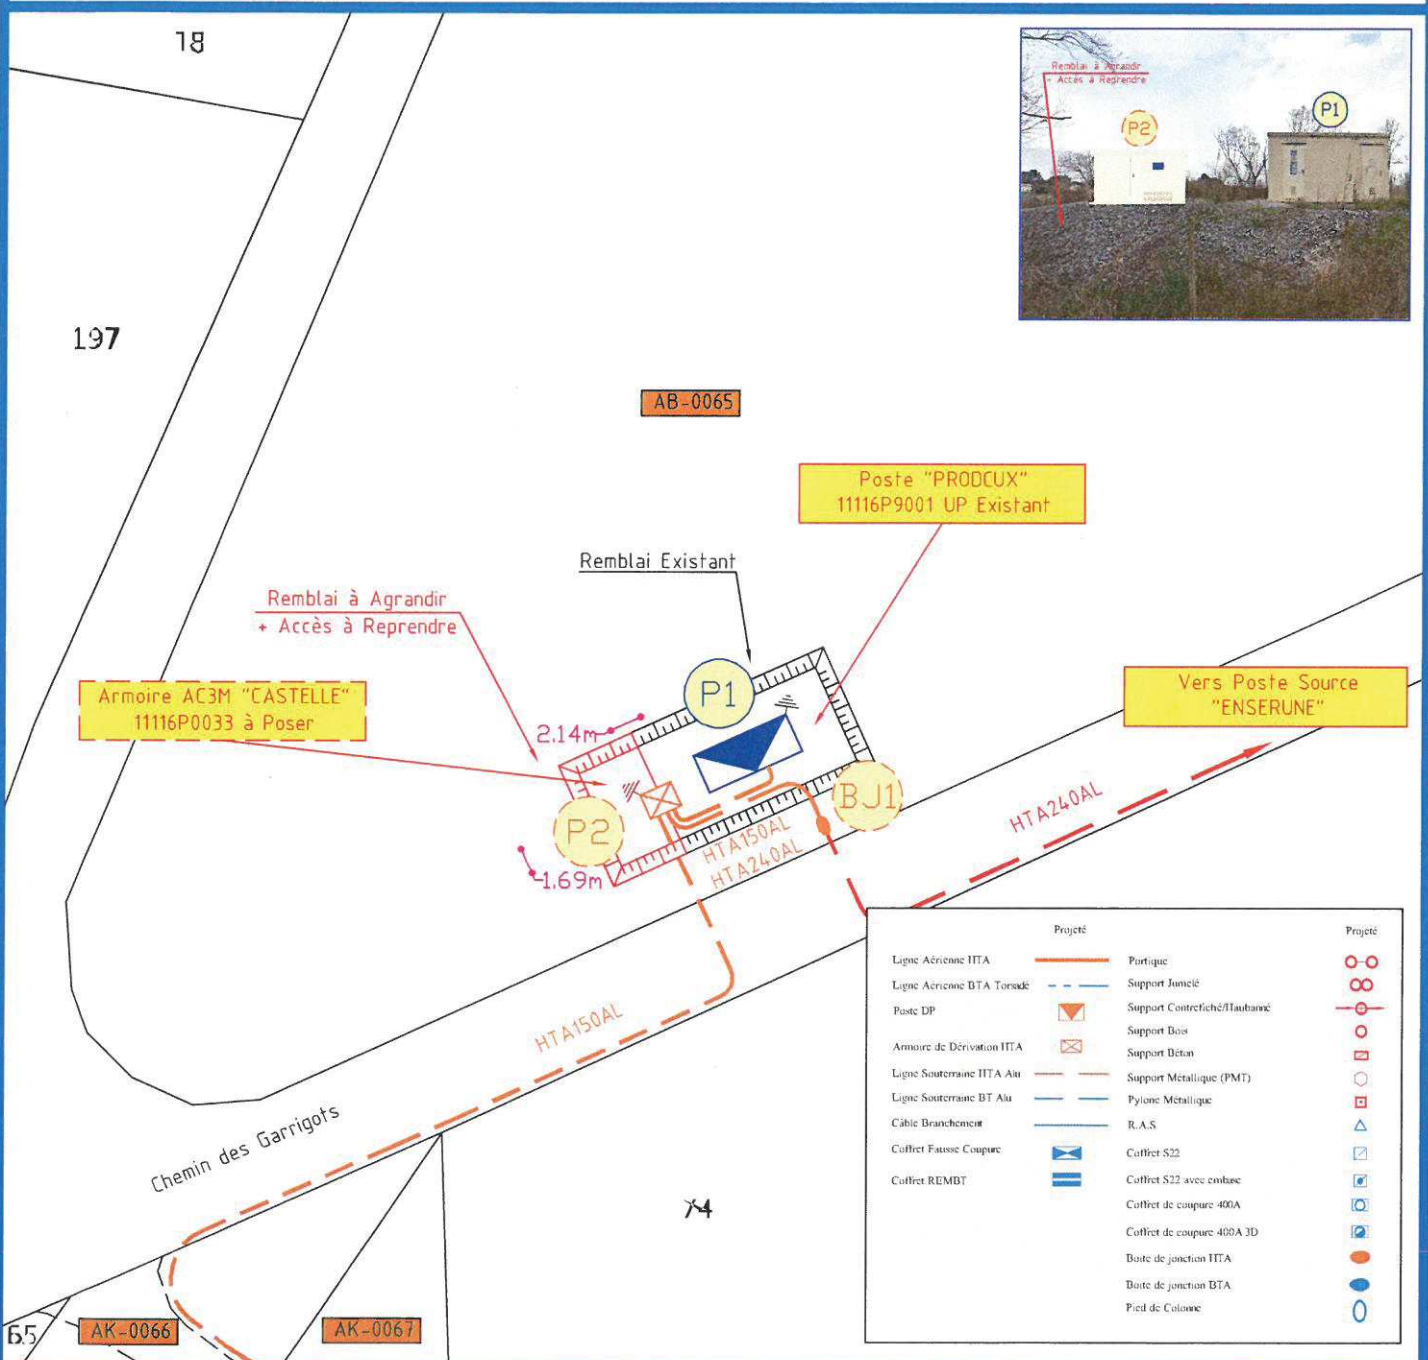 18
Remblai à Agrandir
+ Accès à Reprendre
P2
P1
197
AB-0065
Poste "PRODEUX"
11116P9001 UP Existant
Remblai Existant
Remblai à Agrandir
+ Accès à Reprendre
Armoire AC3M "CASTELLE"
11116P0033 à Poser
P1
Vers Poste Source
"ENSERUNE"
2.14m
P2
BJ1
HTA240AL
HTA150AL
HTA240AL
1.69m
HTA150AL
Chemin des Garrigots
74
65
AK-0066
AK-0067
Projeté
Projeté
Ligne Aérienne HTA
Portique
Ligne Aérienne BTA Torsadé
Support Jumelé
Poste DP
Support Contrefiché/Haubanné
Support Bois
Armoire de Dérivation HTA
Support Béton
Ligne Souterraine HTA Alu
Support Métallique (PMT)
Ligne Souterraine BT Alu
Pylone Métallique
Câble Branchement
R.A.S
Coffret Fausse Coupure
Coffret S22
Coffret REMBT
Coffret S22 avec embase
Coffret de coupure 400A
Coffret de coupure 400A 3D
Boite de jonction HTA
Boite de jonction BTA
Pied de Colonne